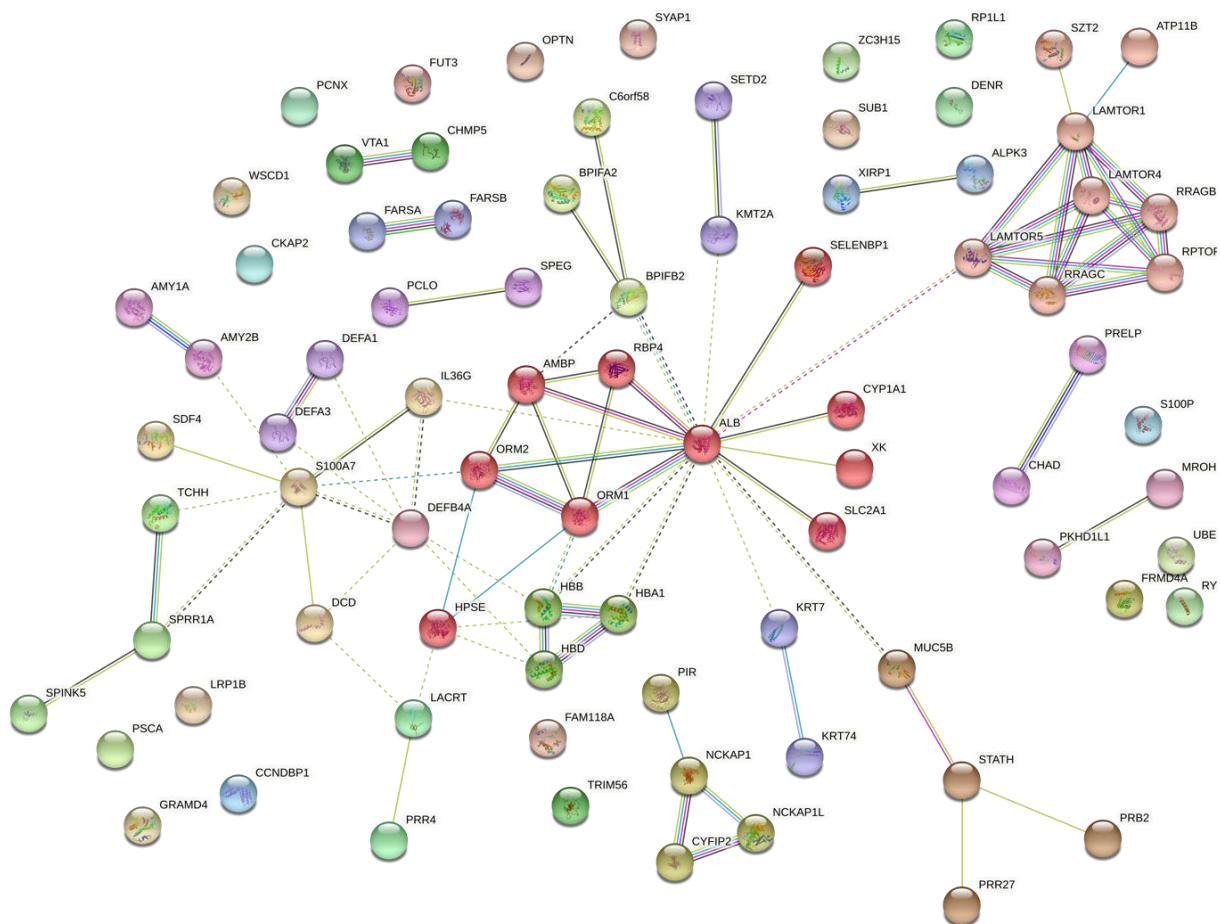 SYAP1
RP1L1
SZT2
ATP11B
OPTN
ZC3H15
FUT3
SETD2
PCNX
C6orf58
DENR
SUB1
LAMTOR1
VTA1
CHMP5
ALPK3
BPIFA2
XIRP1
LAMTOR4
WSCD1
RRAGB
FARSA
FARSB
KMT2A
LAMTOR5
CKAP2
SELENBP1
SPEG
RPTOR
PCLO
RRAGC
BPIFB2
AMY1A
PRELP
AMY2B
DEFA1
AMBP
RBP4
IL36G
CYP1A1
S100P
SDF4
DEFA3
ALB
ORM2
XK
S100A7
CHAD
MROH
TCHH
ORM1
SLC2A1
DEFB4A
UBE
PKHD1L1
FRMD4A
RY
HBB
HBA1
DCD
HPSE
KRT7
SPRR1A
HBD
MUC5B
PIR
SPINK5
LRP1B
LACRT
PSCA
FAM118A
KRT74
NCKAP1
STATH
CCNDBP1
TRIM56
GRAMD4
NCKAP1L
PRR4
PRB2
CYFIP2
PRR27